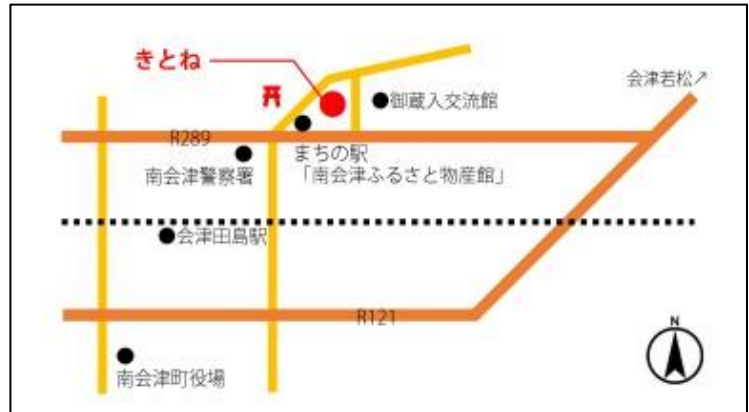 きとね
会津若松↗
御蔵入交流館
R289
まちの駅
南会津警察署
「南会津ふるさと物産館」
会津田島駅
R121
N
南会津町役場